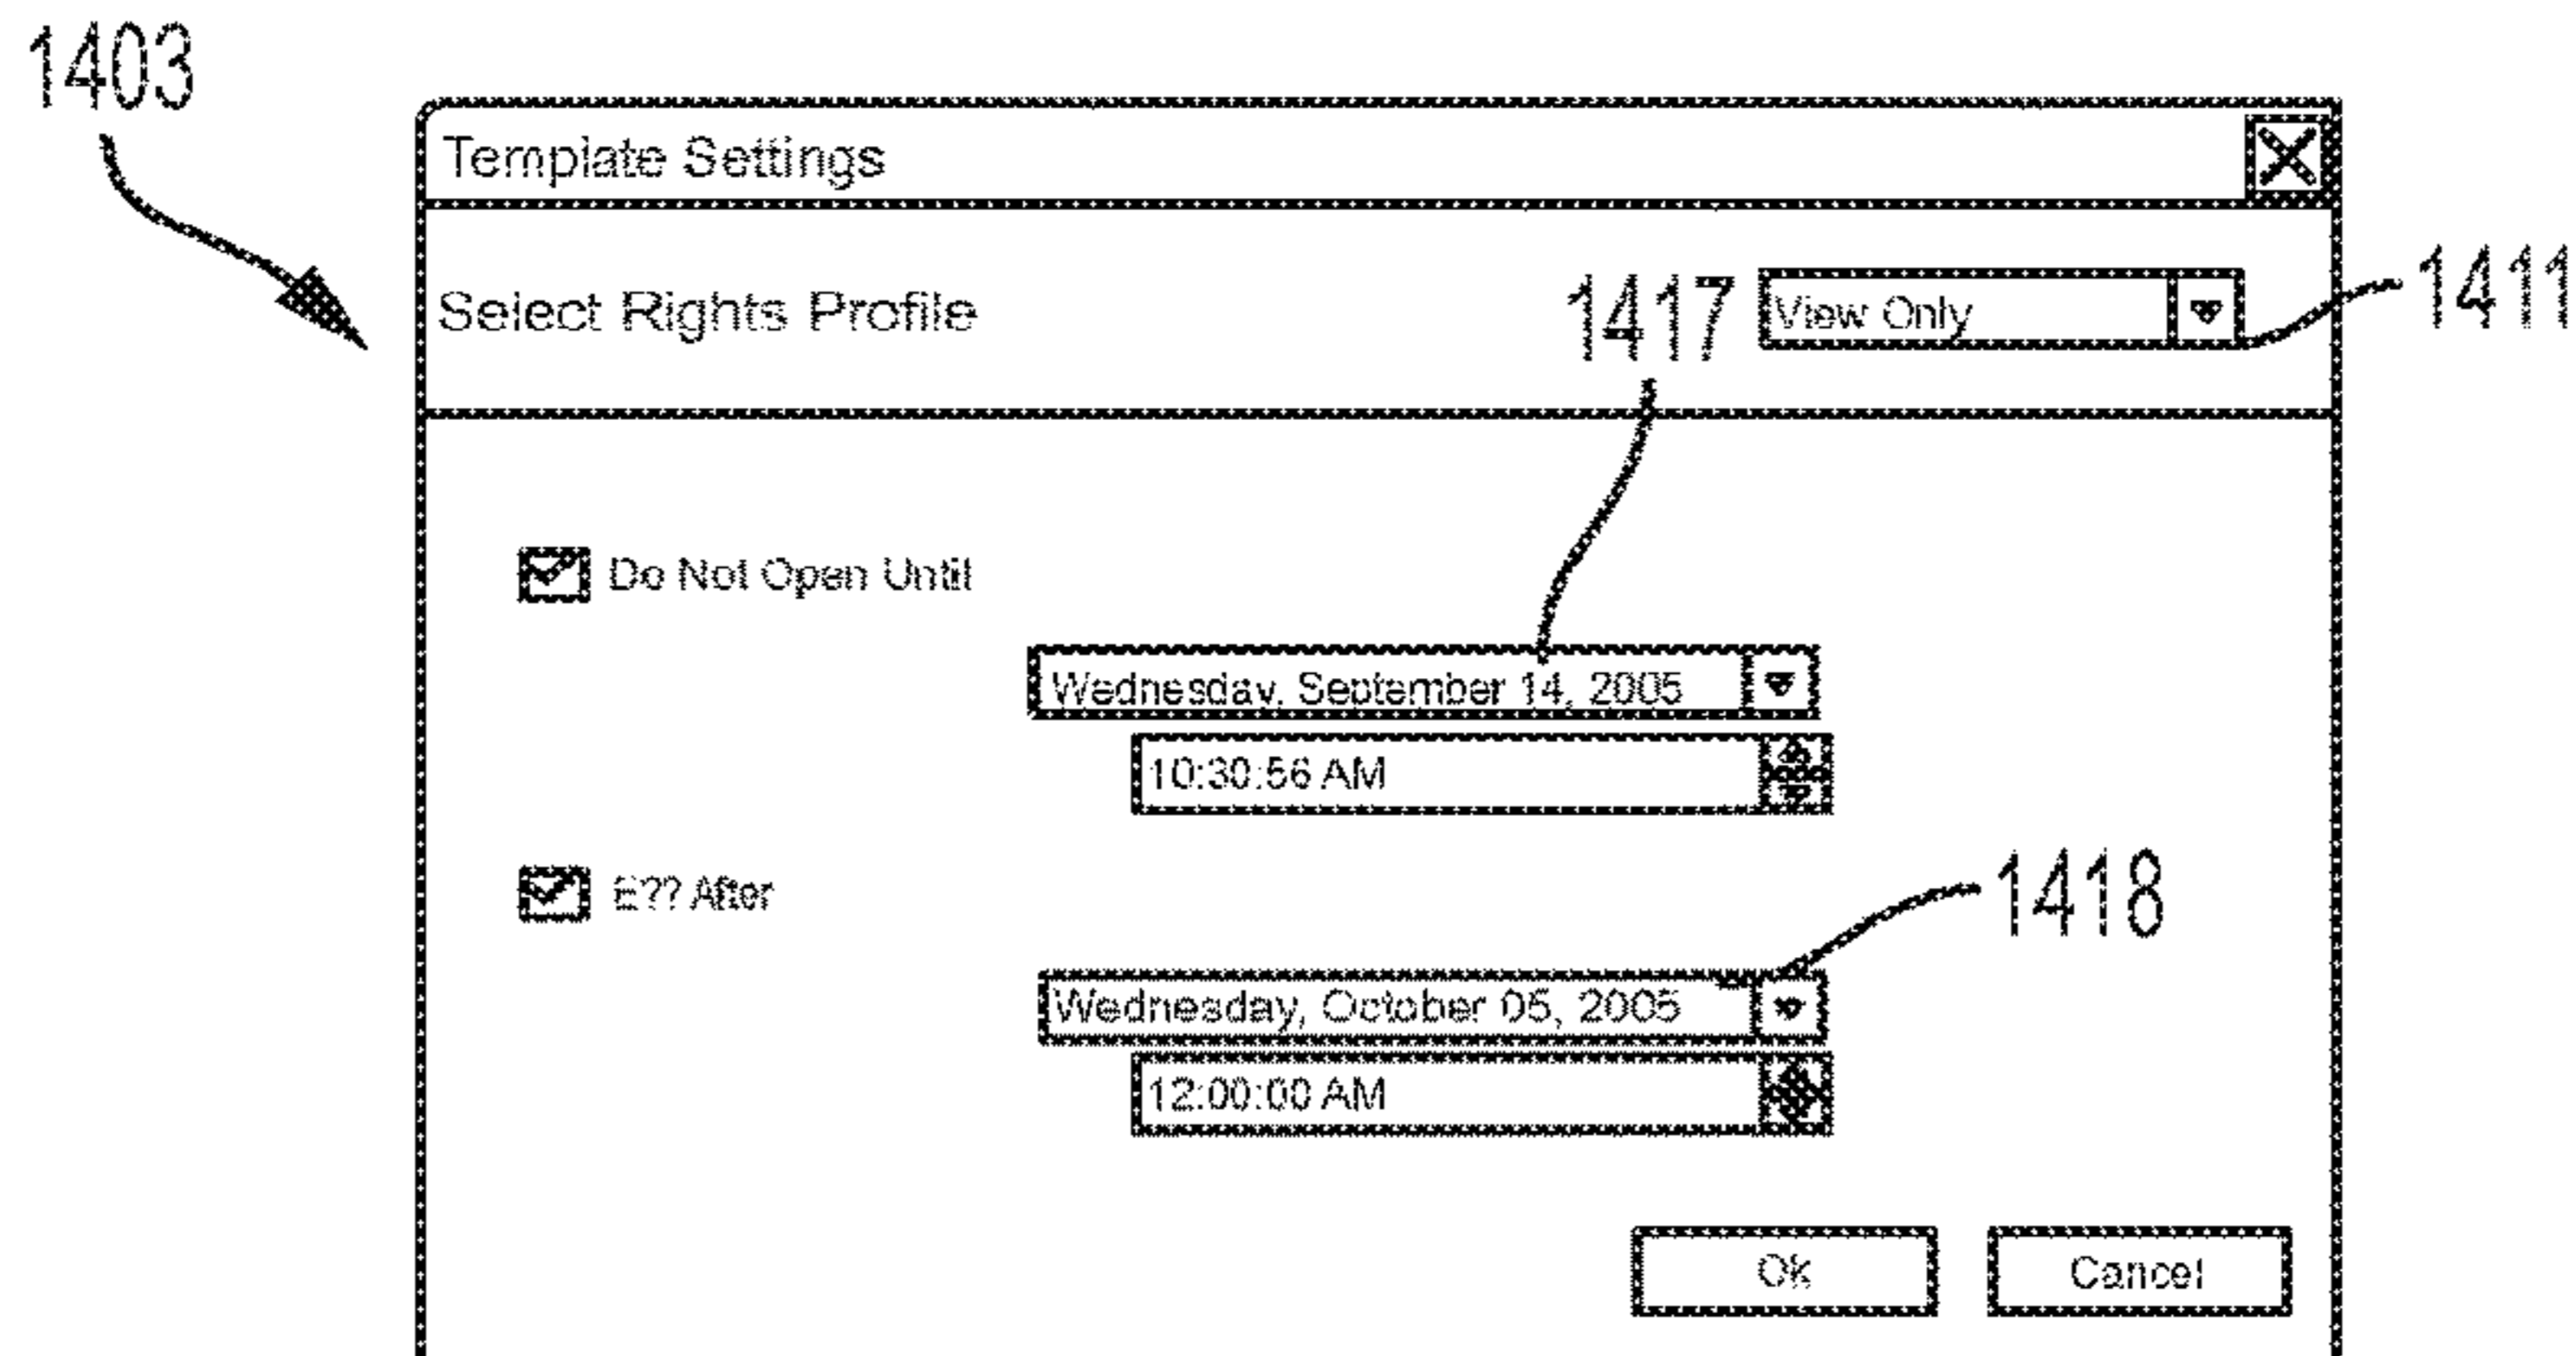 1403
Template Settings
Select Rights Profile
1417
View Only
1411
Do Not Open Until
Wednesday, September 14, 2005
10:30:56 AM
E?? After
1418
Wednesday, October 05, 2005
12:00:00 AM
Ok
Cancel